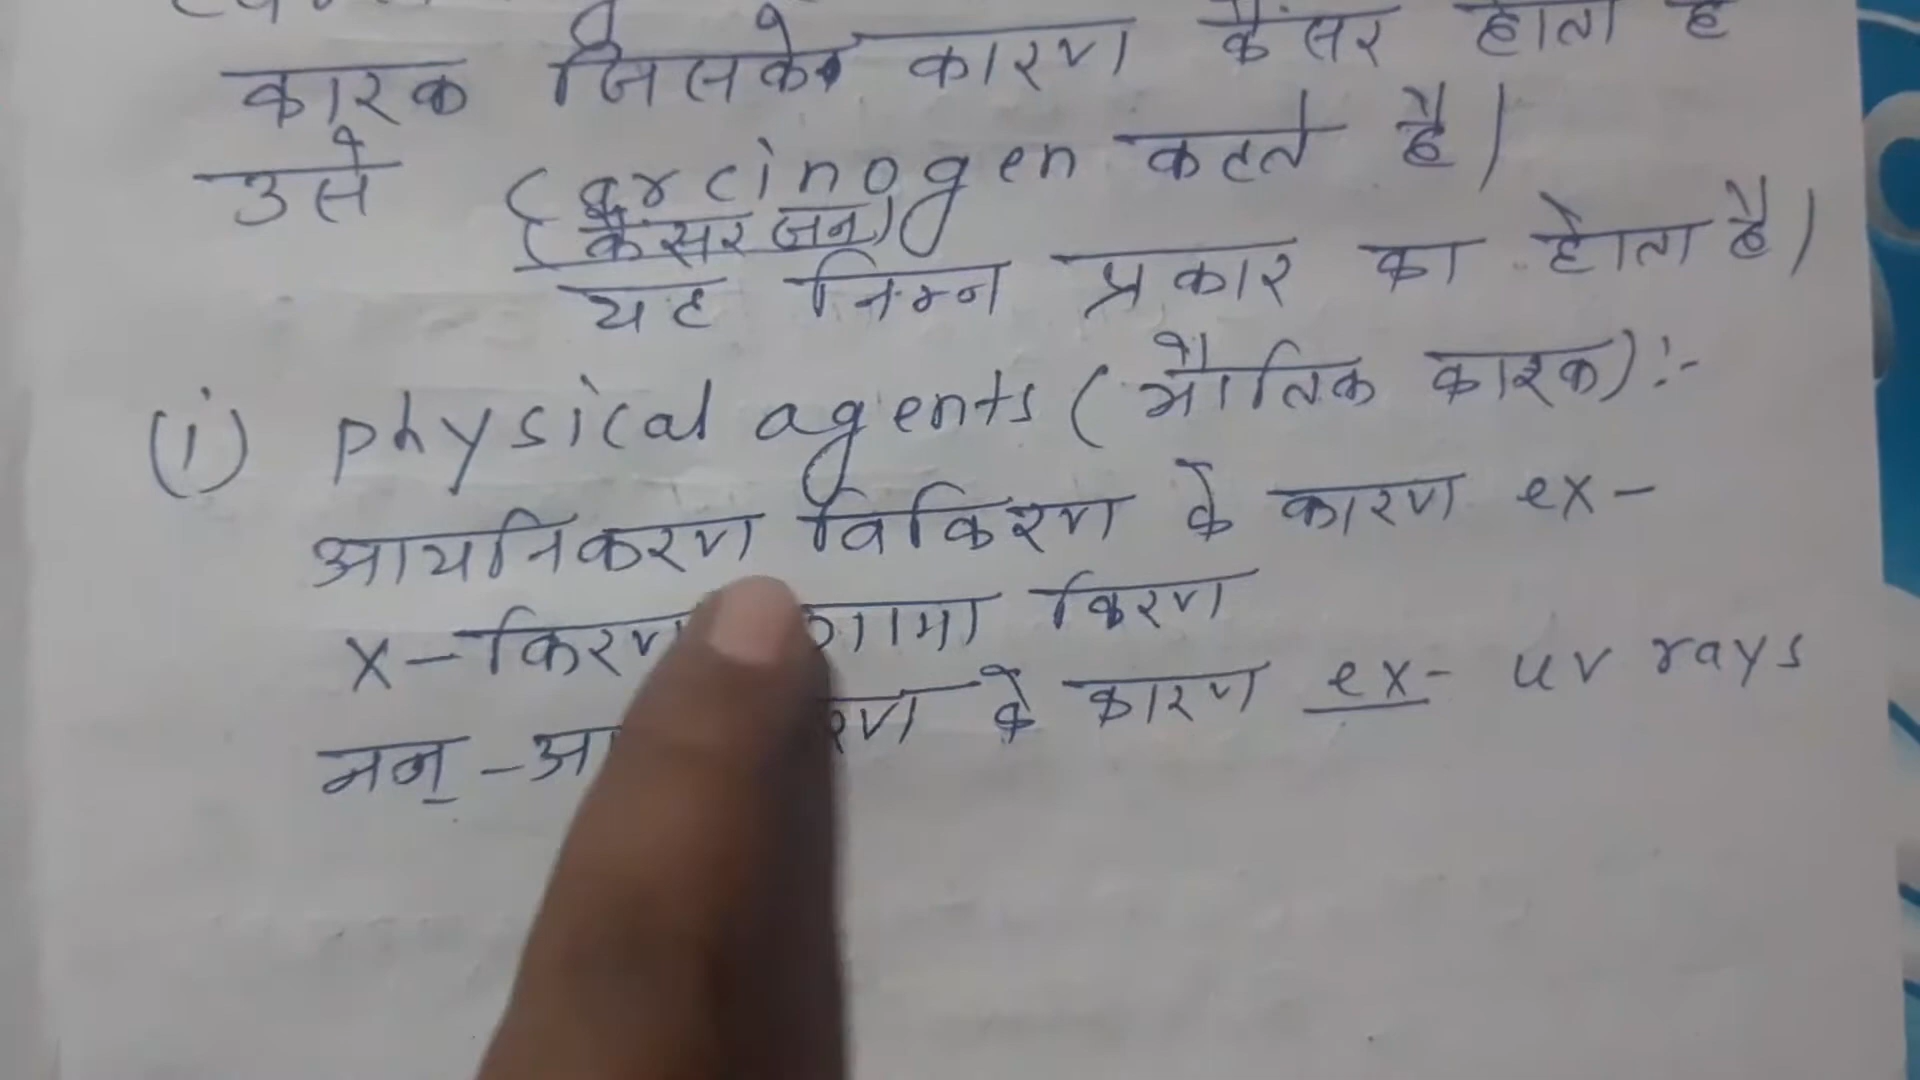 कारक जिसके कारण कैंसर होता है
उसे Carcinogen कहते है।
(कैंसर जन)
यह निम्न प्रकार का होता है।
(i) physical agents (भौतिक कारक):-
आयनिकरण विकिरण के कारण ex-
x-किरण गामा किरण
नन्-आ रण के कारण ex- uv rays